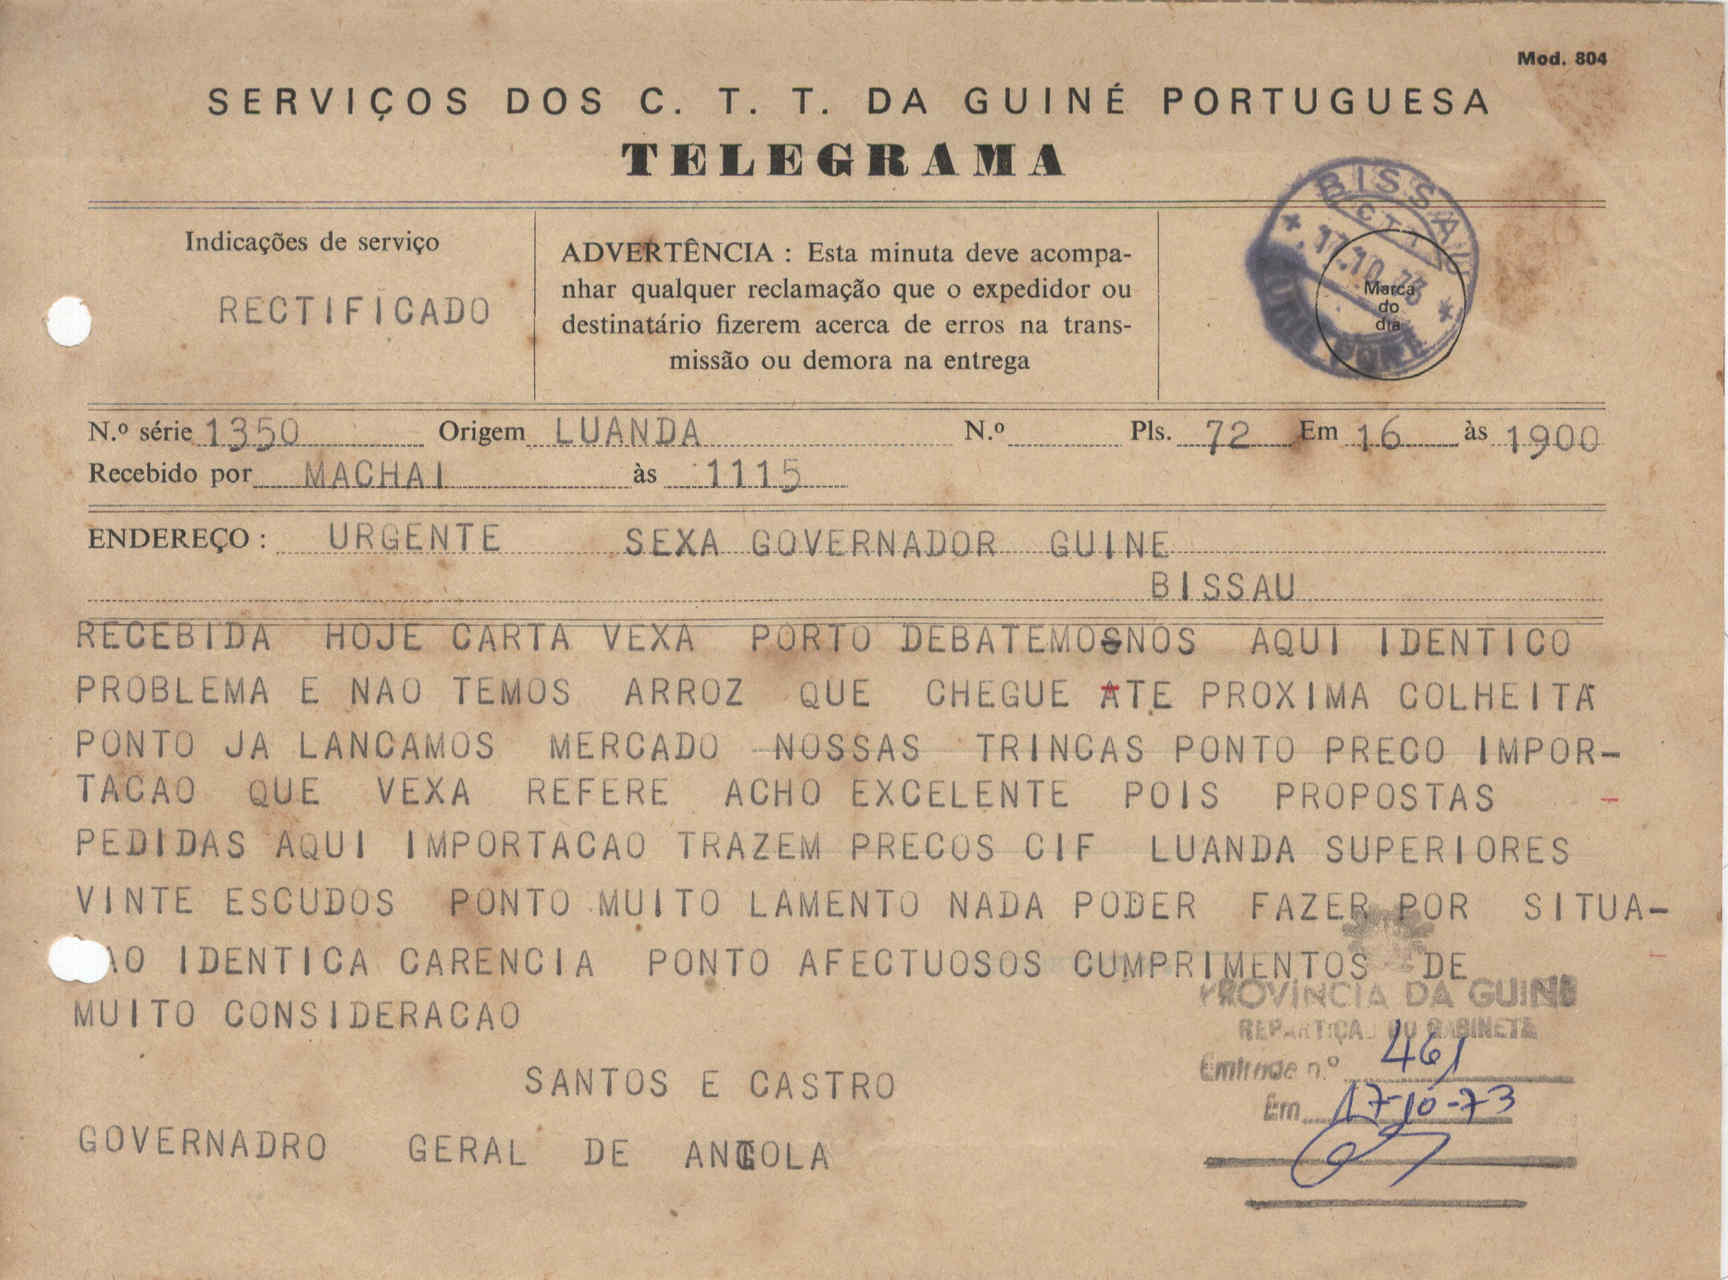 Mod. 804
SERVIÇOS DOS C. T. T. DA GUINÉ PORTUGUESA
TELEGRAMA
Indicações de serviço
RECTIFICADO
ADVERTÊNCIA : Esta minuta deve acompa-
nhar qualquer reclamação que o expedidor ou
destinatário fizerem acerca de erros na trans-
missão ou demora na entrega
BISSAU
C T T
17.10.73
Marca
do
dia
N.º série 1350 Origem LUANDA N.º Pls. 72 Em 16 às 1900
Recebido por MACHAI às 1115
ENDEREÇO : URGENTE SEXA GOVERNADOR GUINE
BISSAU
RECEBIDA HOJE CARTA VEXA PORTO DEBATEMOSNOS AQUI IDENTICO
PROBLEMA E NAO TEMOS ARROZ QUE CHEGUE ATE PROXIMA COLHEITA
PONTO JA LANCAMOS MERCADO NOSSAS TRINCAS PONTO PRECO IMPOR-
TACAO QUE VEXA REFERE ACHO EXCELENTE POIS PROPOSTAS
PEDIDAS AQUI IMPORTACAO TRAZEM PRECOS CIF LUANDA SUPERIORES
VINTE ESCUDOS PONTO MUITO LAMENTO NADA PODER FAZER POR SITUA-
AO IDENTICA CARENCIA PONTO AFECTUOSOS CUMPRIMENTOS DE
MUITO CONSIDERACAO
SANTOS E CASTRO
GOVERNADRO GERAL DE ANGOLA
PROVÍNCIA DA GUINÉ
REPARTIÇÃO DO GABINETE
Entrada n.º 461
Em 17-10-73